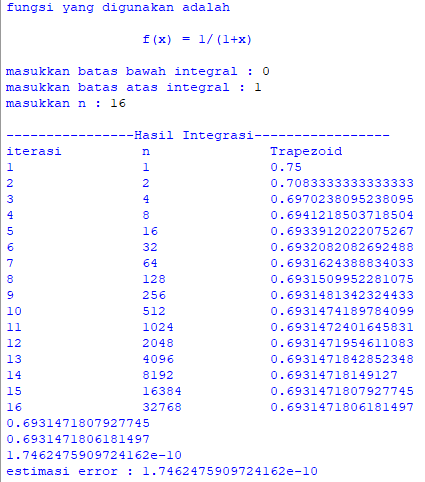 fungsi yang digunakan adalah
f(x) = 1/(1+x)
masukkan batas bawah integral : 0
masukkan batas atas integral : 1
masukkan n : 16
----------------Hasil Integrasi-----------------
iterasi n Trapezoid
1 1 0.75
2 2 0.7083333333333333
3 4 0.6970238095238095
4 8 0.6941218503718504
5 16 0.6933912022075267
6 32 0.6932082082692488
7 64 0.6931624388834033
8 128 0.6931509952281075
9 256 0.6931481342324433
10 512 0.6931474189784099
11 1024 0.6931472401645831
12 2048 0.6931471954611083
13 4096 0.6931471842852348
14 8192 0.69314718149127
15 16384 0.6931471807927745
16 32768 0.6931471806181497
0.6931471807927745
0.6931471806181497
1.7462475909724162e-10
estimasi error : 1.7462475909724162e-10